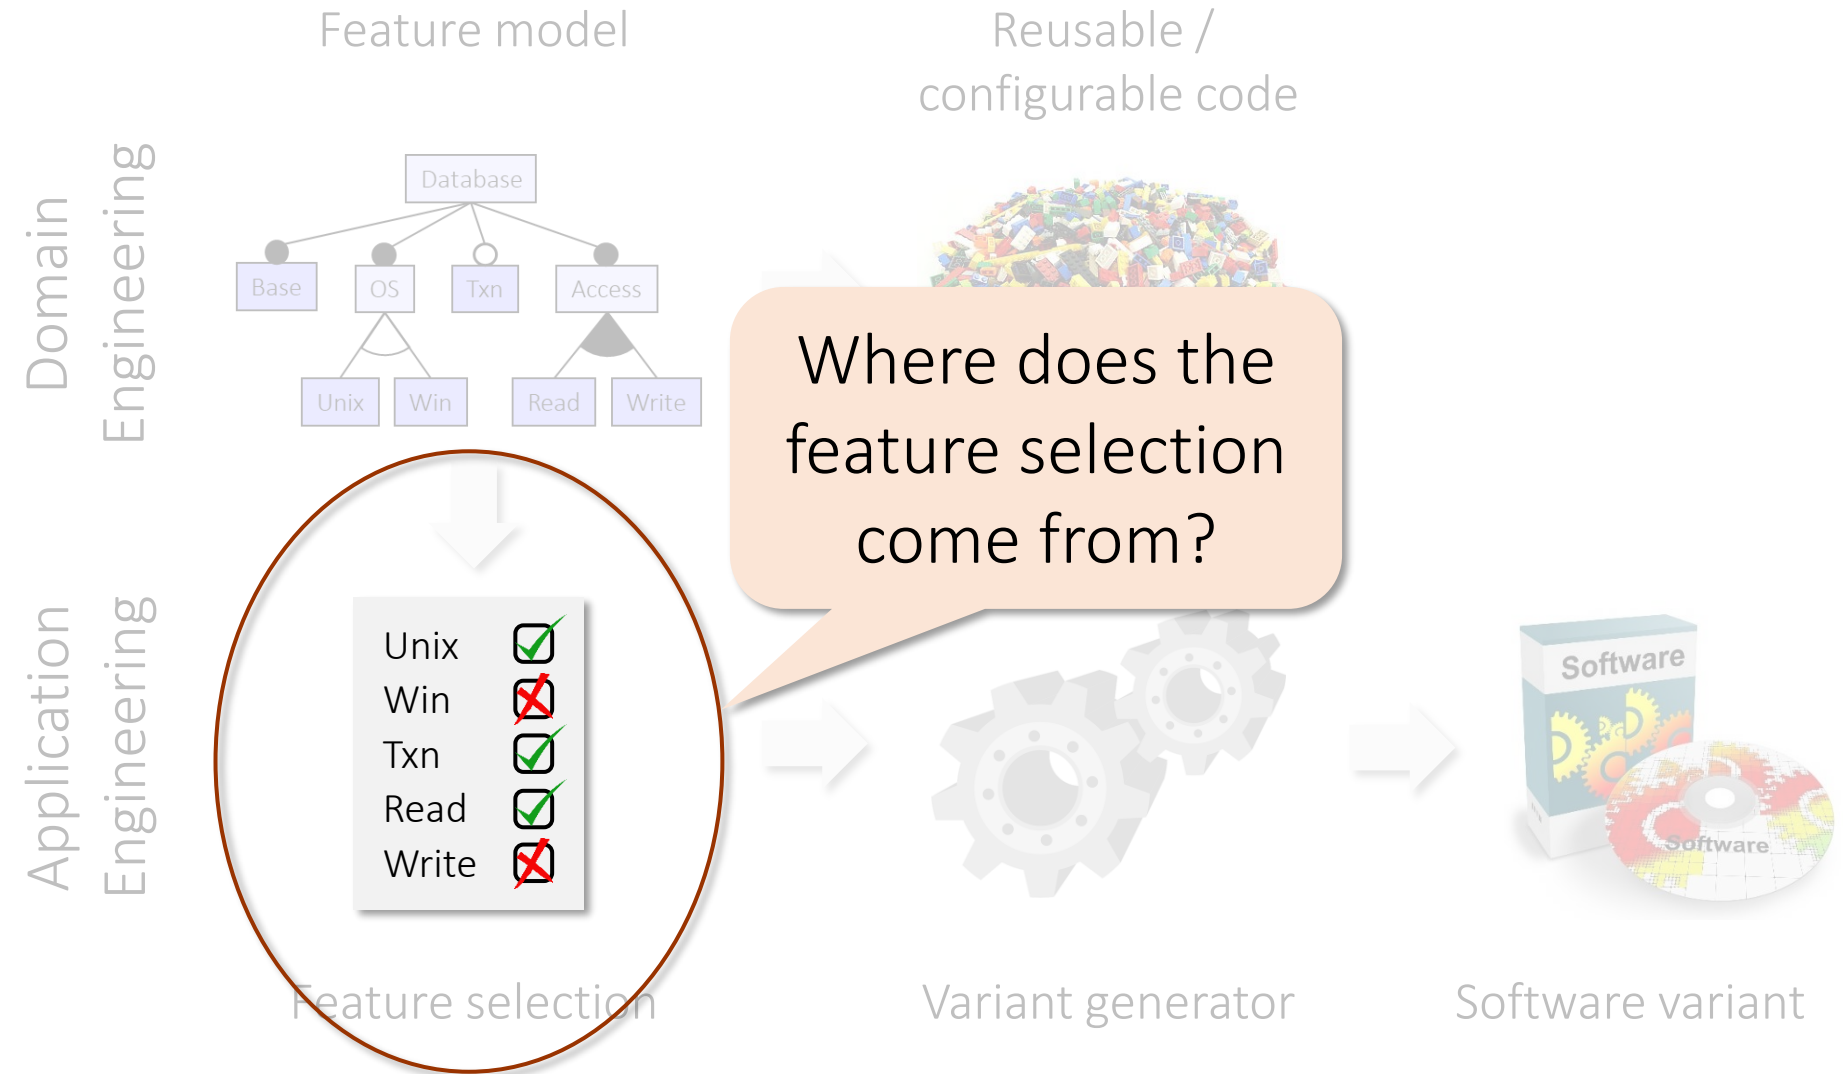 Feature model
Reusable /
configurable code
Domain
Engineering
Database
Base
OS
Txn
Access
Unix
Win
Read
Write
Where does the
feature selection
come from?
Application
Engineering
Unix
Win
Txn
Read
Write
Software
Software
Feature selection
Variant generator
Software variant